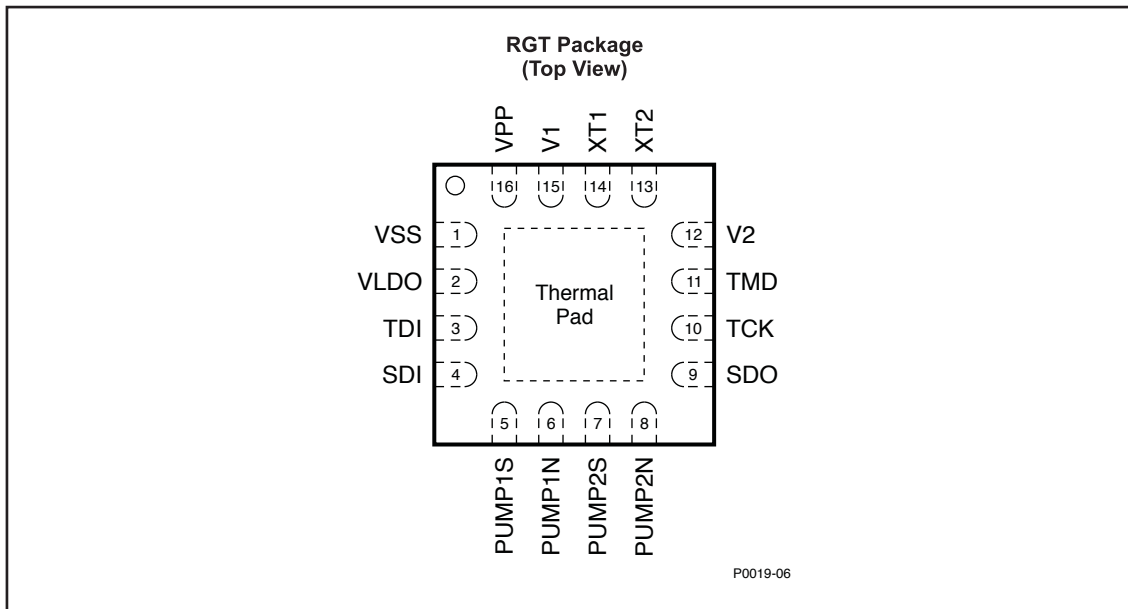 RGT Package
(Top View)
VPP
V1
XT1
XT2
16
15
14
13
VSS 1
12 V2
VLDO 2
11 TMD
Thermal
Pad
TDI 3
10 TCK
SDI 4
9 SDO
5
6
7
8
PUMP1S
PUMP1N
PUMP2S
PUMP2N
P0019-06